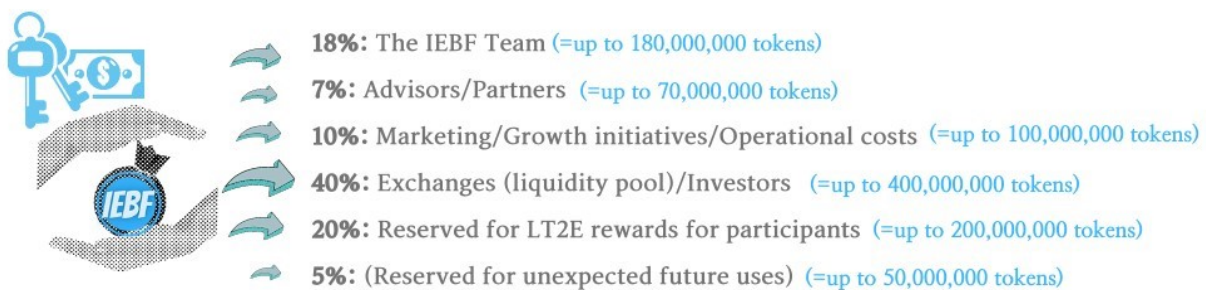 18%: The IEBF Team (=up to 180,000,000 tokens)
7%: Advisors/Partners (=up to 70,000,000 tokens)
10%: Marketing/Growth initiatives/Operational costs (=up to 100,000,000 tokens)
40%: Exchanges (liquidity pool)/Investors (=up to 400,000,000 tokens)
IEBF
20%: Reserved for LT2E rewards for participants (=up to 200,000,000 tokens)
5%: (Reserved for unexpected future uses) (=up to 50,000,000 tokens)